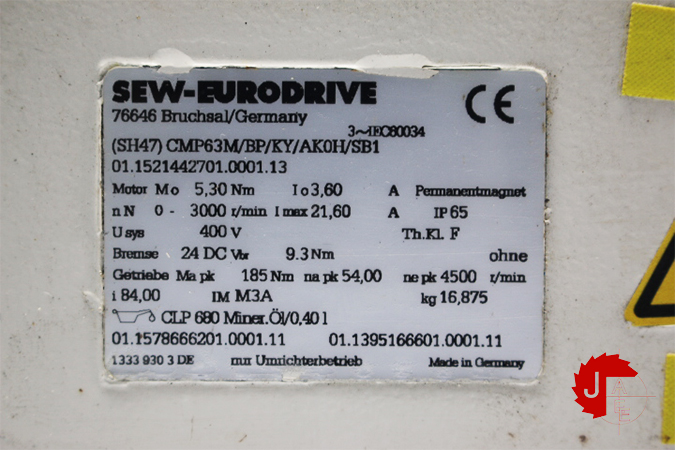 SEW-EURODRIVE
CE
76646 Bruchsal/Germany
3~IEC60034
(SH47) CMP63M/BP/KY/AK0H/SB1
01.1521442701.0001.13
Motor Mo 5,30 Nm Io 3,60 A Permanentmagnet
nN 0 - 3000 r/min Imax 21,60 A IP 65
Usys 400 V Th.Kl. F
Bremse 24 DC Vbr 9.3 Nm ohne
Getriebe Ma pk 185 Nm na pk 54,00 ne pk 4500 r/min
i 84,00 IM M3A kg 16,875
CLP 680 Miner.Öl/0,40 l
01.1578666201.0001.11 01.1395166601.0001.11
1333 930 3 DE nur Umrichterbetrieb Made in Germany
J